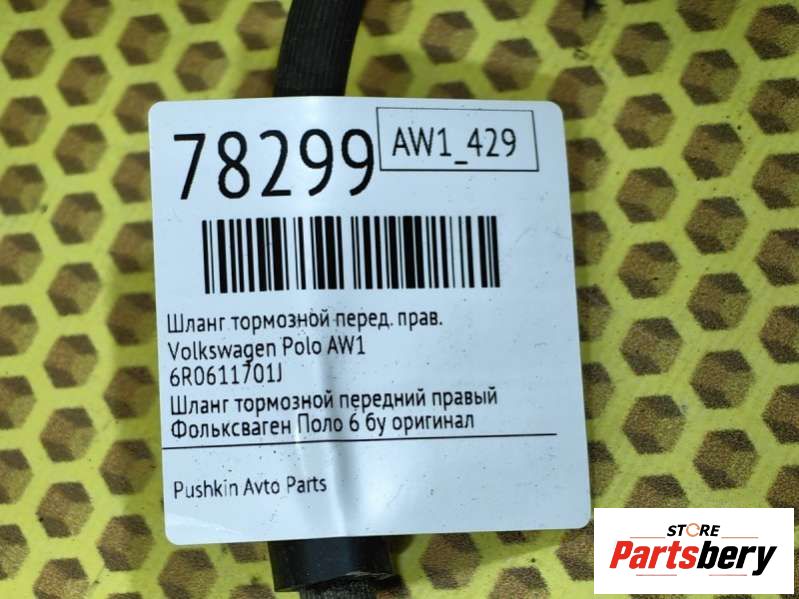 78299
AW1_429
Шланг тормозной перед. прав.
Volkswagen Polo AW1
6R0611701J
Шланг тормозной передний правый
Фольксваген Поло 6 бу оригинал
Pushkin Avto Parts
STORE
Partsbery